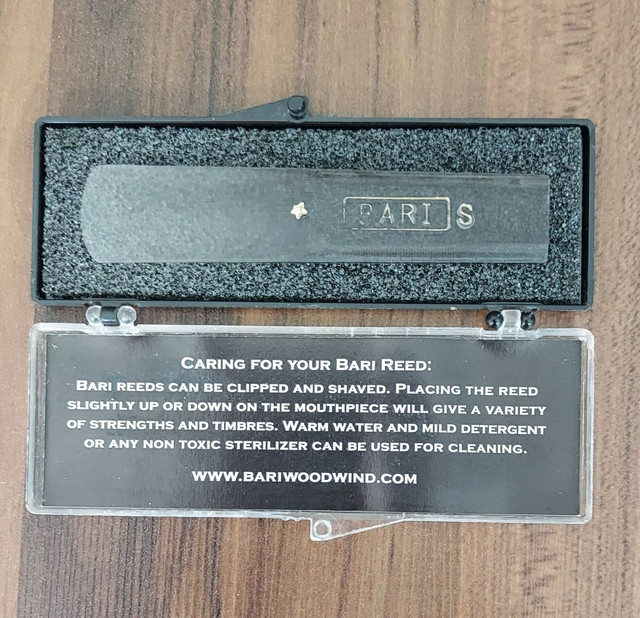 BARI S
CARING FOR YOUR BARI REED:
BARI REEDS CAN BE CLIPPED AND SHAVED. PLACING THE REED
SLIGHTLY UP OR DOWN ON THE MOUTHPIECE WILL GIVE A VARIETY
OF STRENGTHS AND TIMBRES. WARM WATER AND MILD DETERGENT
OR ANY NON TOXIC STERILIZER CAN BE USED FOR CLEANING.
WWW.BARIWOODWIND.COM